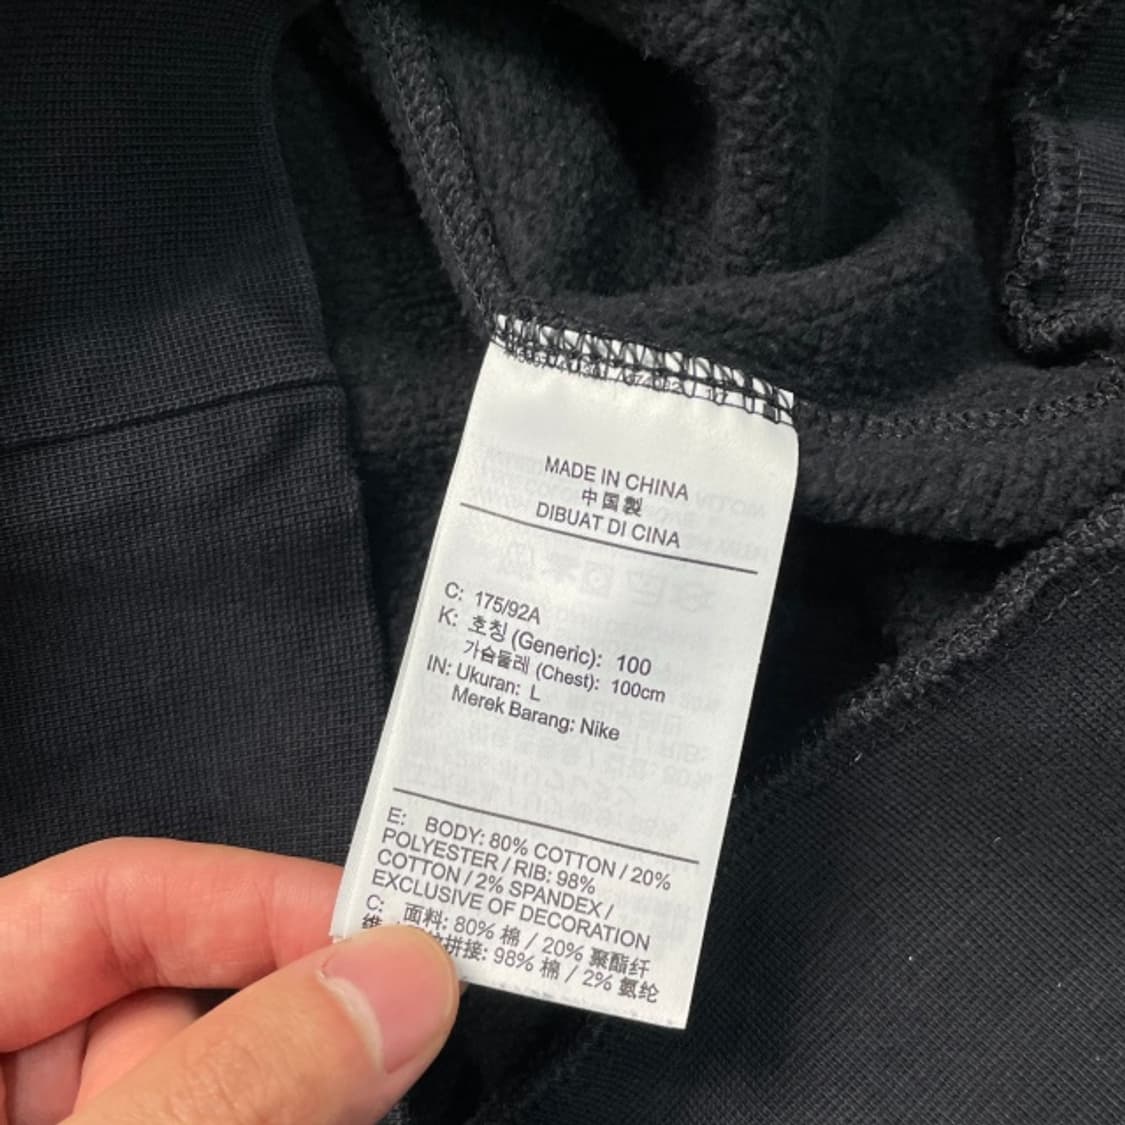 MADE IN CHINA
中国製
DIBUAT DI CINA
C: 175/92A
K: 호칭 (Generic): 100
가슴둘레 (Chest): 100cm
IN: Ukuran: L
Merek Barang: Nike
E: BODY: 80% COTTON / 20%
POLYESTER / RIB: 98%
COTTON / 2% SPANDEX /
EXCLUSIVE OF DECORATION
C: 面料: 80% 棉 / 20% 聚酯纤
维 拼接: 98% 棉 / 2% 氨纶